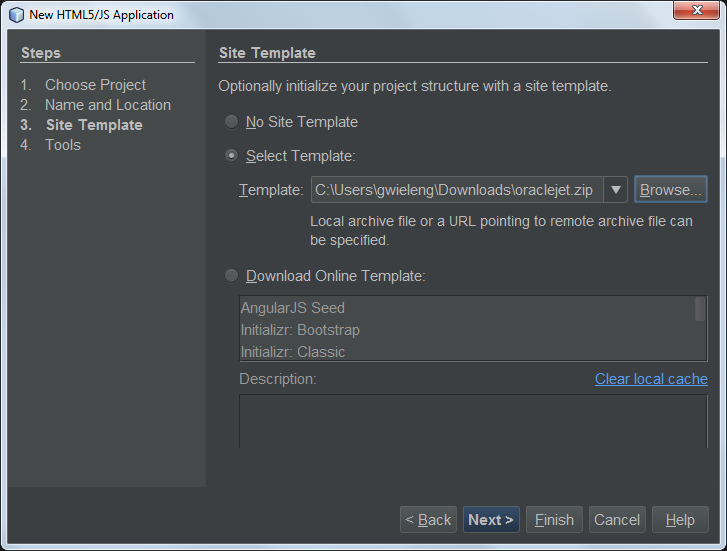 New HTML5/JS Application
Steps
1. Choose Project
2. Name and Location
3. Site Template
4. Tools
Site Template
Optionally initialize your project structure with a site template.
No Site Template
Select Template:
Template: C:\Users\gwieleng\Downloads\oraclejet.zip Browse...
Local archive file or a URL pointing to remote archive file can
be specified.
Download Online Template:
AngularJS Seed
Initializr: Bootstrap
Initializr: Classic
Description: Clear local cache
< Back Next > Finish Cancel Help